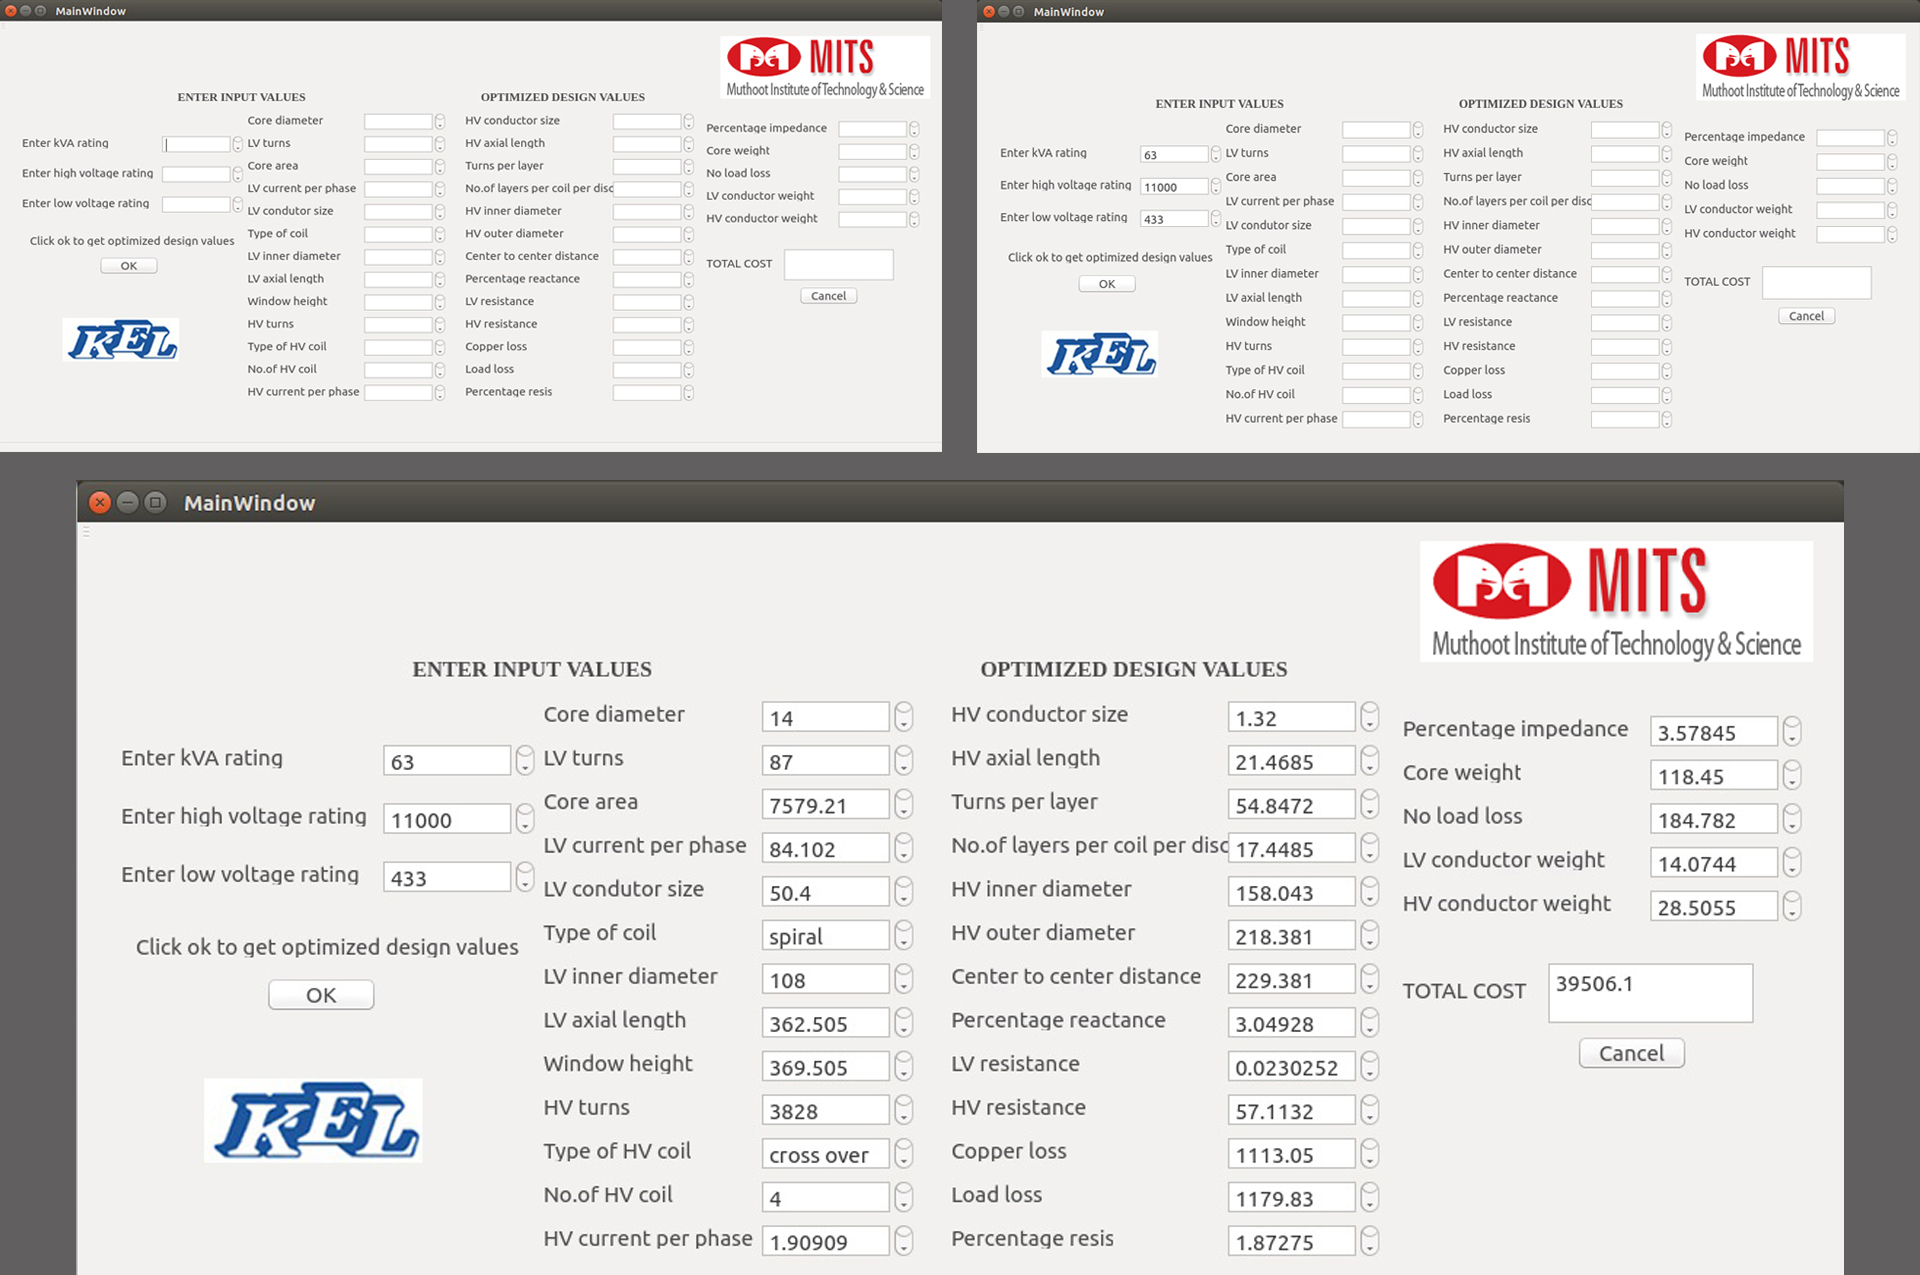 MainWindow
MITS
Muthoot Institute of Technology & Science
ENTER INPUT VALUES
OPTIMIZED DESIGN VALUES
Enter kVA rating
Enter high voltage rating
Enter low voltage rating
Click ok to get optimized design values
OK
KEL
Core diameter
LV turns
Core area
LV current per phase
LV condutor size
Type of coil
LV inner diameter
LV axial length
Window height
HV turns
Type of HV coil
No.of HV coil
HV current per phase
HV conductor size
HV axial length
Turns per layer
No.of layers per coil per disc
HV inner diameter
HV outer diameter
Center to center distance
Percentage reactance
LV resistance
HV resistance
Copper loss
Load loss
Percentage resis
Percentage impedance
Core weight
No load loss
LV conductor weight
HV conductor weight
TOTAL COST
Cancel
MainWindow
MITS
Muthoot Institute of Technology & Science
ENTER INPUT VALUES
OPTIMIZED DESIGN VALUES
Enter kVA rating 63
Enter high voltage rating 11000
Enter low voltage rating 433
Click ok to get optimized design values
OK
KEL
Core diameter
LV turns
Core area
LV current per phase
LV condutor size
Type of coil
LV inner diameter
LV axial length
Window height
HV turns
Type of HV coil
No.of HV coil
HV current per phase
HV conductor size
HV axial length
Turns per layer
No.of layers per coil per disc
HV inner diameter
HV outer diameter
Center to center distance
Percentage reactance
LV resistance
HV resistance
Copper loss
Load loss
Percentage resis
Percentage impedance
Core weight
No load loss
LV conductor weight
HV conductor weight
TOTAL COST
Cancel
MainWindow
MITS
Muthoot Institute of Technology & Science
ENTER INPUT VALUES
OPTIMIZED DESIGN VALUES
Enter kVA rating 63
Enter high voltage rating 11000
Enter low voltage rating 433
Click ok to get optimized design values
OK
KEL
Core diameter 14
LV turns 87
Core area 7579.21
LV current per phase 84.102
LV condutor size 50.4
Type of coil spiral
LV inner diameter 108
LV axial length 362.505
Window height 369.505
HV turns 3828
Type of HV coil cross over
No.of HV coil 4
HV current per phase 1.90909
HV conductor size 1.32
HV axial length 21.4685
Turns per layer 54.8472
No.of layers per coil per disc 17.4485
HV inner diameter 158.043
HV outer diameter 218.381
Center to center distance 229.381
Percentage reactance 3.04928
LV resistance 0.0230252
HV resistance 57.1132
Copper loss 1113.05
Load loss 1179.83
Percentage resis 1.87275
Percentage impedance 3.57845
Core weight 118.45
No load loss 184.782
LV conductor weight 14.0744
HV conductor weight 28.5055
TOTAL COST 39506.1
Cancel